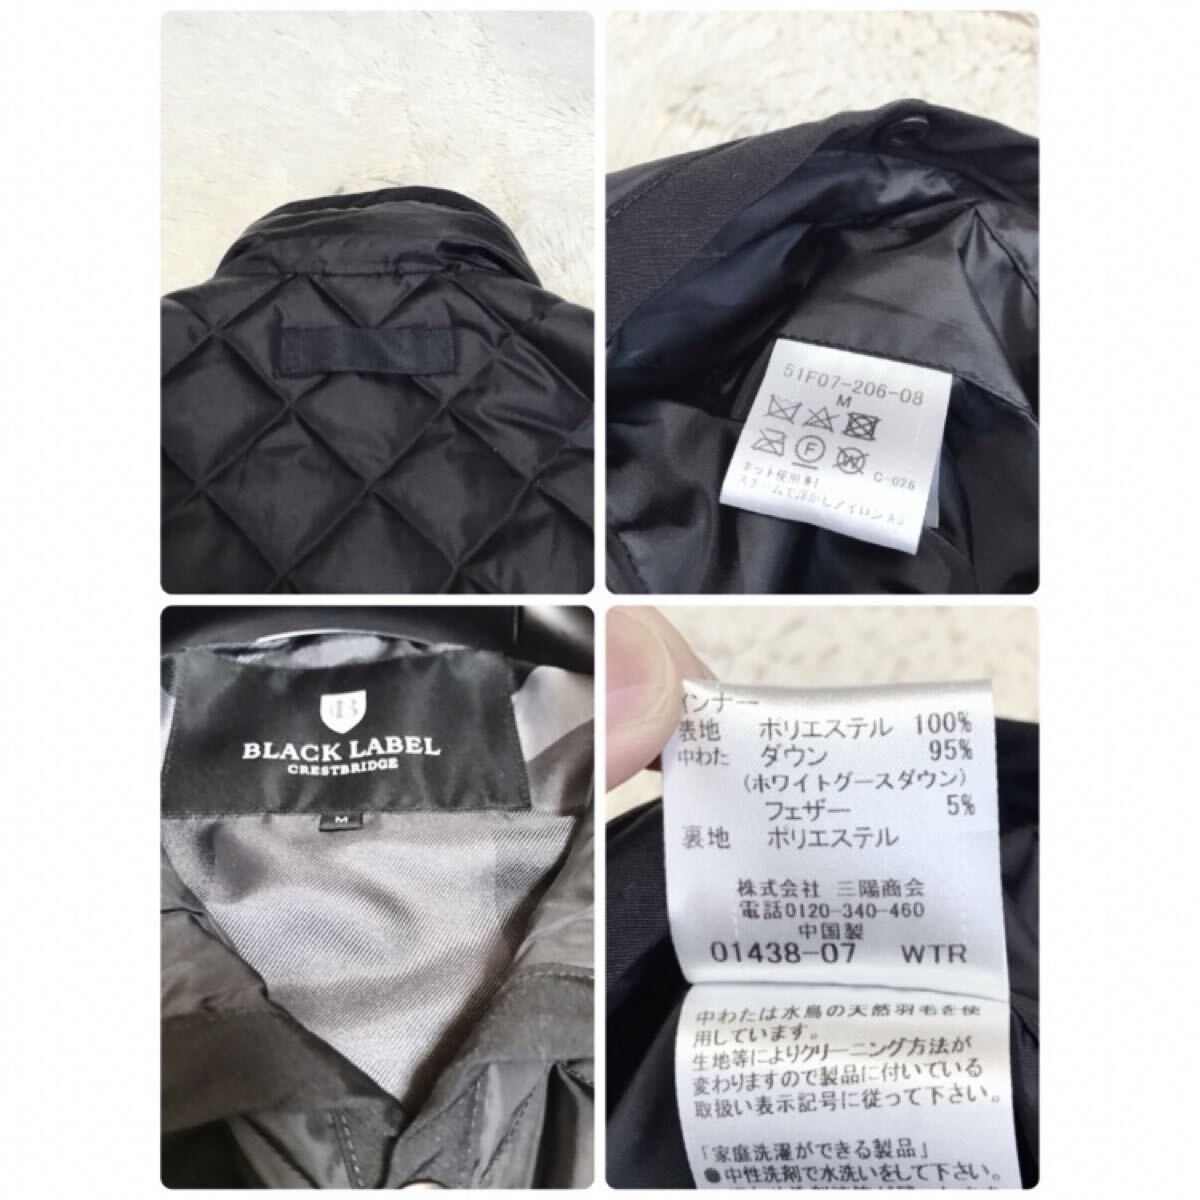 51F07-206-08
M
F
W
C-026
ネット使用
スチームで浮かしアイロン
BLACK LABEL
CRESTBRIDGE
M
インナー
表地 ポリエステル 100%
中わた ダウン 95%
(ホワイトグースダウン)
フェザー 5%
裏地 ポリエステル
株式会社 三陽商会
電話0120-340-460
中国製
01438-07 WTR
中わたは水鳥の天然羽毛を使
用しています。
生地等によりクリーニング方法が
変わりますので製品に付いている
取扱い表示記号に従って下さい。
「家庭洗濯ができる製品」
●中性洗剤で水洗いをして下さい。